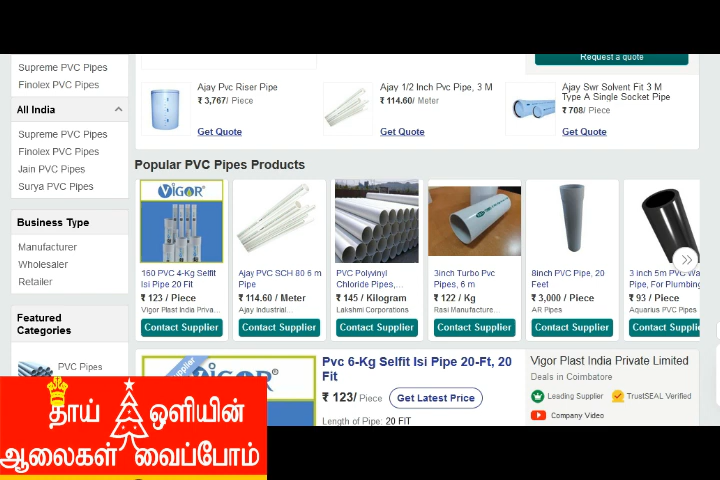 Supreme PVC Pipes
Finolex PVC Pipes
All India
Supreme PVC Pipes
Finolex PVC Pipes
Jain PVC Pipes
Surya PVC Pipes
Business Type
Manufacturer
Wholesaler
Retailer
Featured
Categories
PVC Pipes
Request a quote
Ajay Pvc Riser Pipe
₹ 3,767/ Piece
Get Quote
Ajay 1/2 Inch Pvc Pipe, 3 M
₹ 114.60/ Meter
Get Quote
Ajay Swr Solvent Fit 3 M
Type A Single Socket Pipe
₹ 708/ Piece
Get Quote
Popular PVC Pipes Products
VIGOR
160 PVC 4-Kg Selfit
Isi Pipe 20 Fit
₹ 123 / Piece
Vigor Plast India Priva...
Contact Supplier
Ajay PVC SCH 80 6 m
Pipe
₹ 114.60 / Meter
Ajay Industrial...
Contact Supplier
PVC Polyvinyl
Chloride Pipes,...
₹ 145 / Kilogram
Lakshmi Corporations
Contact Supplier
3inch Turbo Pvc
Pipes, 6 m
₹ 122 / Kg
Rasi Manufacture...
Contact Supplier
8inch PVC Pipe, 20
Feet
₹ 3,000 / Piece
AR Pipes
Contact Supplier
3 inch 5m PVC Wa
Pipe, For Plumbing
₹ 93 / Piece
Aquarius PVC Pipes
Contact Supplier
Supplier
VIGOR
Pvc 6-Kg Selfit Isi Pipe 20-Ft, 20
Fit
₹ 123/ Piece
Get Latest Price
Length of Pipe: 20 FIT
Vigor Plast India Private Limited
Deals in Coimbatore
Leading Supplier
TrustSEAL Verified
Company Video
தாய் ஒளியின்
ஆலைகள் வைப்போம்